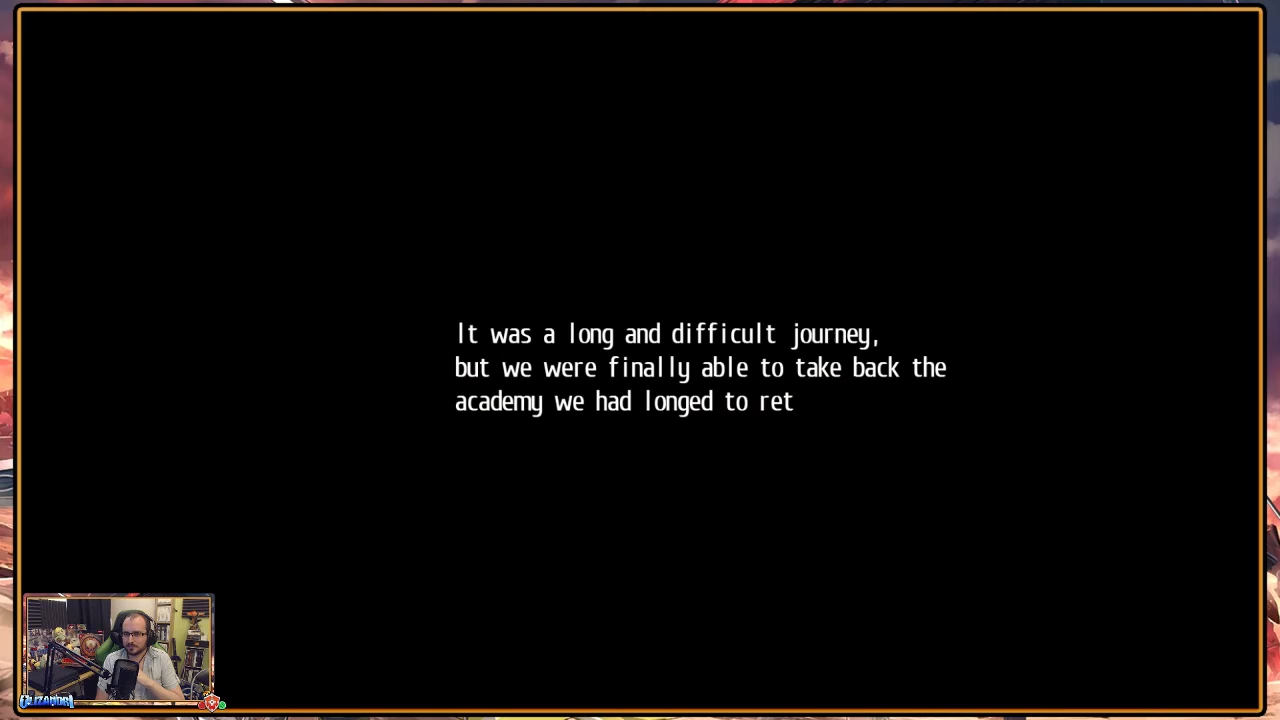 It was a long and difficult journey,
but we were finally able to take back the
academy we had longed to ret